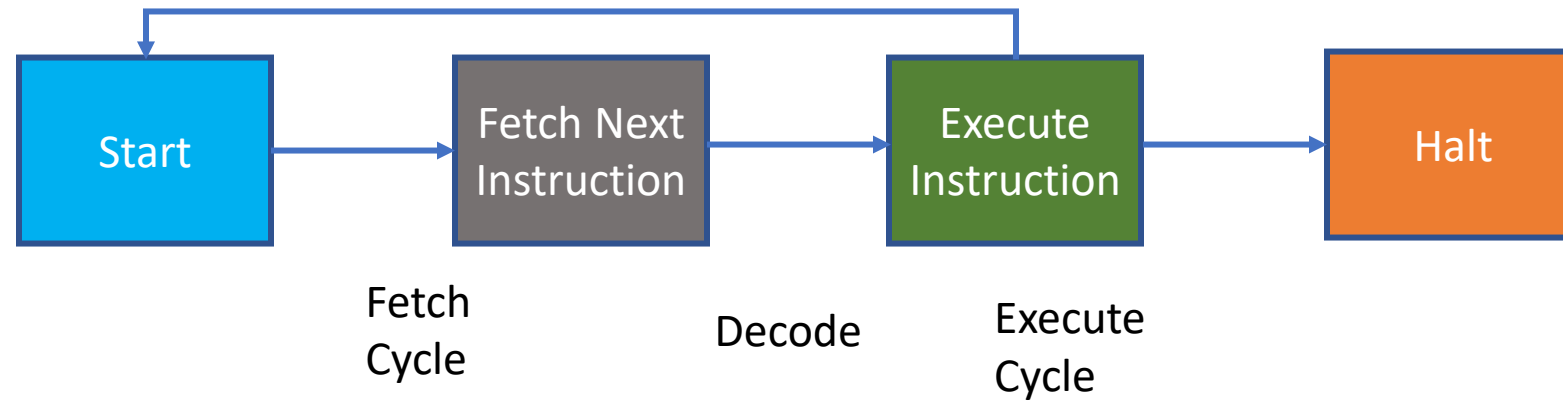 Start
Fetch Next
Instruction
Execute
Instruction
Halt
Fetch
Cycle
Decode
Execute
Cycle